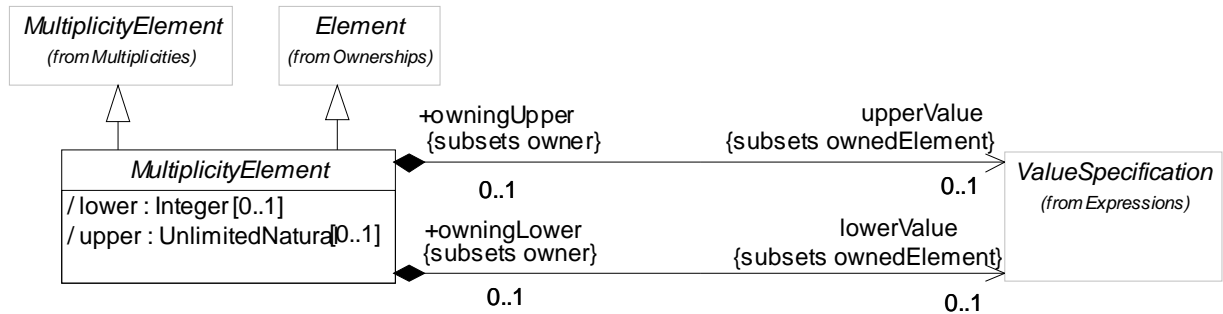 MultiplicityElement
(from Multiplicities)
Element
(from Ownerships)
+owningUpper
{subsets owner}
0..1
upperValue
{subsets ownedElement}
0..1
MultiplicityElement
/ lower : Integer [0..1]
/ upper : UnlimitedNatural [0..1]
ValueSpecification
(from Expressions)
+owningLower
{subsets owner}
0..1
lowerValue
{subsets ownedElement}
0..1